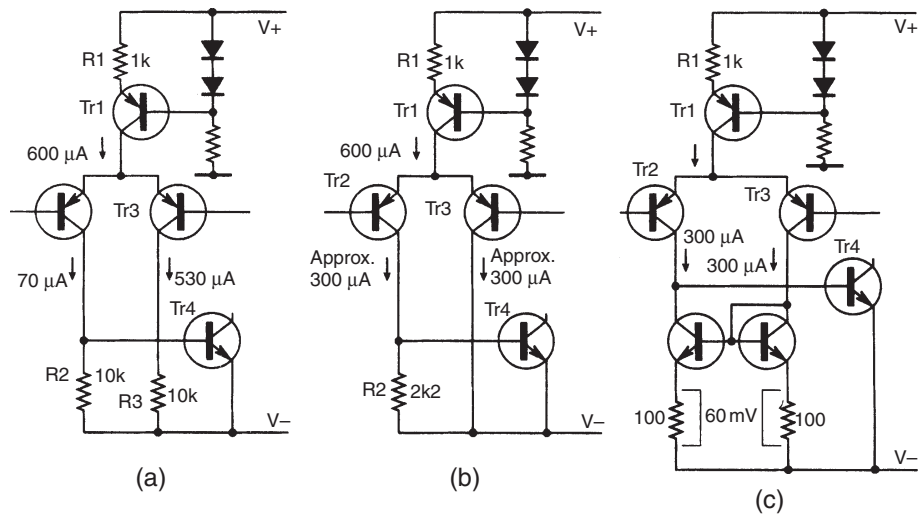 V+
R1 1k
Tr1
600 μA
Tr3
70 μA
530 μA
Tr4
R2 10k
R3 10k
V–
(a)
V+
R1 1k
Tr1
600 μA
Tr2
Tr3
Approx.
300 μA
Approx.
300 μA
Tr4
R2 2k2
V–
(b)
V+
R1 1k
Tr1
Tr2
Tr3
300 μA
300 μA
Tr4
100 60 mV 100
V–
(c)